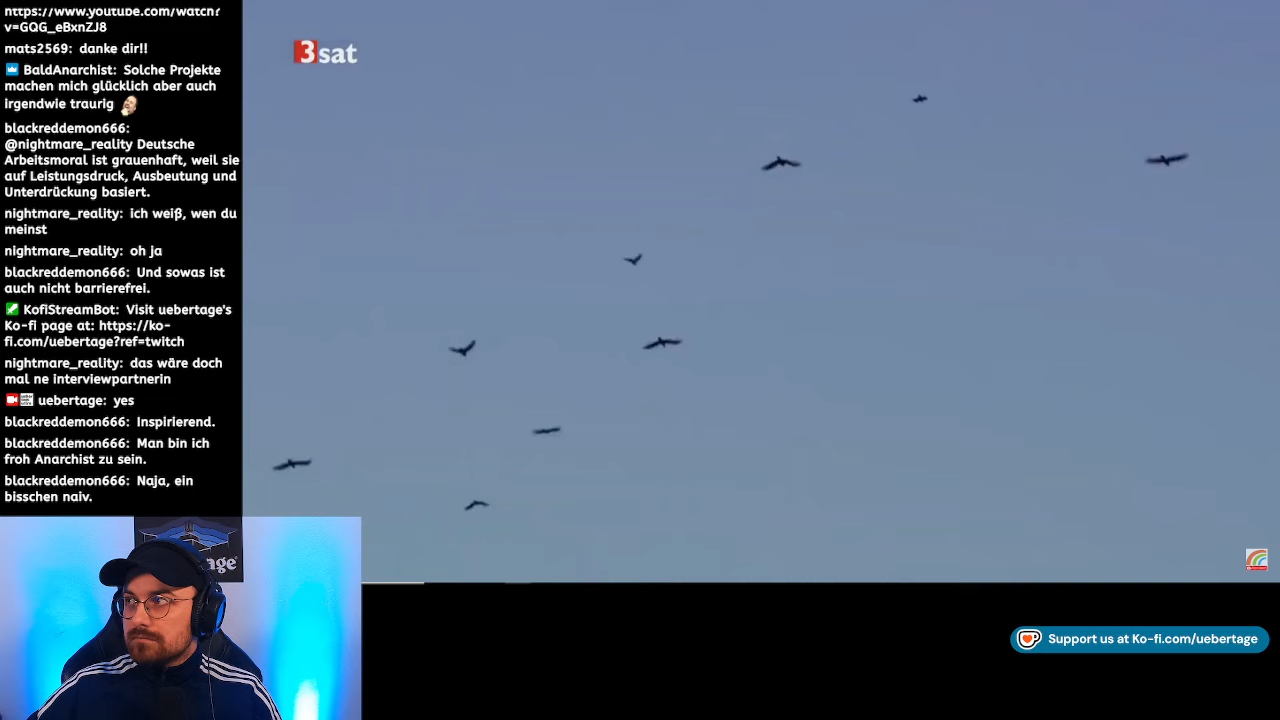 https://www.youtube.com/watch?
v=GQG_eBxnZJ8
mats2569: danke dir!!
BaldAnarchist: Solche Projekte
machen mich glücklich aber auch
irgendwie traurig
blackreddemon666:
@nightmare_reality Deutsche
Arbeitsmoral ist grauenhaft, weil sie
auf Leistungsdruck, Ausbeutung und
Unterdrückung basiert.
nightmare_reality: ich weiß, wen du
meinst
nightmare_reality: oh ja
blackreddemon666: Und sowas ist
auch nicht barrierefrei.
KofiStreamBot: Visit uebertage's
Ko-fi page at: https://ko-
fi.com/uebertage?ref=twitch
nightmare_reality: das wäre doch
mal ne interviewpartnerin
uebertage: yes
blackreddemon666: Inspirierend.
blackreddemon666: Man bin ich
froh Anarchist zu sein.
blackreddemon666: Naja, ein
bisschen naiv.
3sat
Support us at Ko-fi.com/uebertage